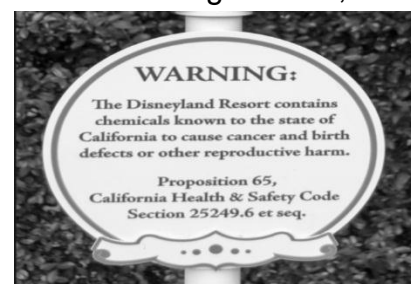 WARNING:
The Disneyland Resort contains
chemicals known to the state of
California to cause cancer and birth
defects or other reproductive harm.
Proposition 65,
California Health & Safety Code
Section 25249.6 et seq.